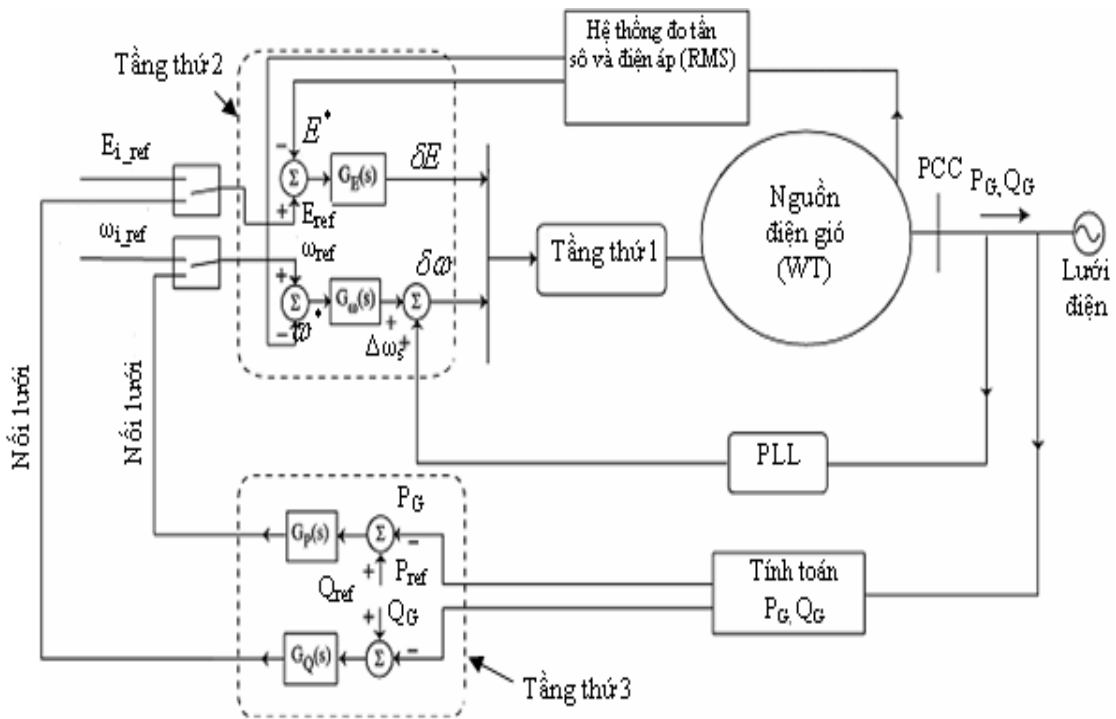 Hệ thống đo tần
số và điện áp (RMS)
Tầng thứ 2
E*
δE
E_i_ref
G_E(s)
Σ
E_ref
ω_i_ref
ω_ref
δω
Σ
G_ω(s)
Σ
ω*
Δω_s
Tầng thứ 1
Nguồn
điện gió
(WT)
PCC
P_G, Q_G
Lưới
điện
Nối lưới
Nối lưới
PLL
P_G
G_P(s)
Σ
P_ref
Q_ref
Q_G
G_Q(s)
Σ
Tính toán
P_G, Q_G
Tầng thứ 3